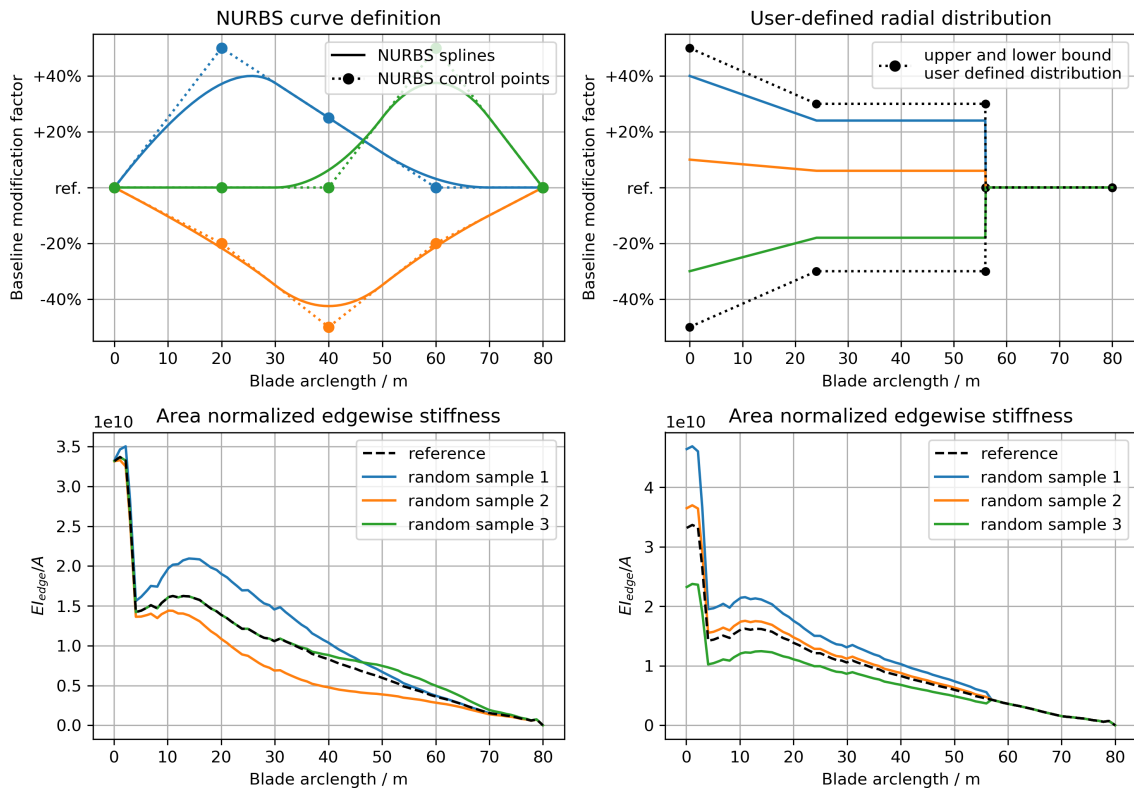 NURBS curve definition
Baseline modification factor
+40%
+20%
ref.
-20%
-40%
NURBS splines
NURBS control points
0 10 20 30 40 50 60 70 80
Blade arclength / m
User-defined radial distribution
Baseline modification factor
+40%
+20%
ref.
-20%
-40%
upper and lower bound
user defined distribution
0 10 20 30 40 50 60 70 80
Blade arclength / m
1e10
Area normalized edgewise stiffness
EI_edge/A
3.5
3.0
2.5
2.0
1.5
1.0
0.5
0.0
reference
random sample 1
random sample 2
random sample 3
0 10 20 30 40 50 60 70 80
Blade arclength / m
1e10
Area normalized edgewise stiffness
EI_edge/A
4
3
2
1
0
reference
random sample 1
random sample 2
random sample 3
0 10 20 30 40 50 60 70 80
Blade arclength / m